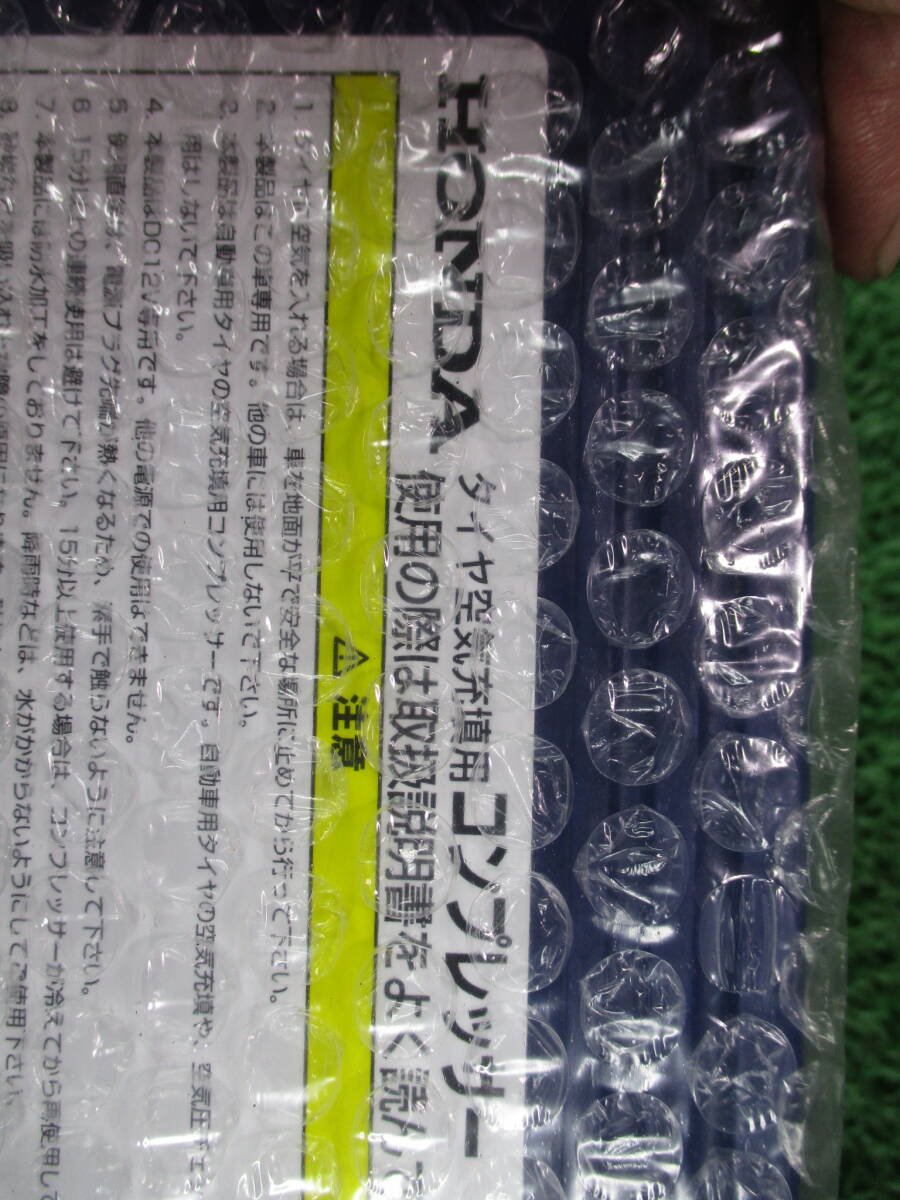 HONDA タイヤ空気充填用コンプレッサー
使用の際は取扱説明書をよく読んで
⚠ 注意
1. タイヤに空気を入れる場合は、車を地面が平で安全な場所に止めてから行って下さい。
2. 本製品はこの車専用です。他の車には使用しないで下さい。
3. 本製品は自動車用タイヤの空気充填用コンプレッサーです。自動車用タイヤの空気充填や、空気圧
用はしないで下さい。
4. 本製品はDC12V専用です。他の電源での使用はできません。
5. 使用直後は、電源プラグ先端が熱くなるため、素手で触らないように注意して下さい。
6. 15分以上の連続使用は避けて下さい。15分以上使用する場合は、コンプレッサーが冷えてから再使用して
7. 本製品には防水加工をしておりません。降雨時などは、水がかからないようにしてご使用下さい。
8.